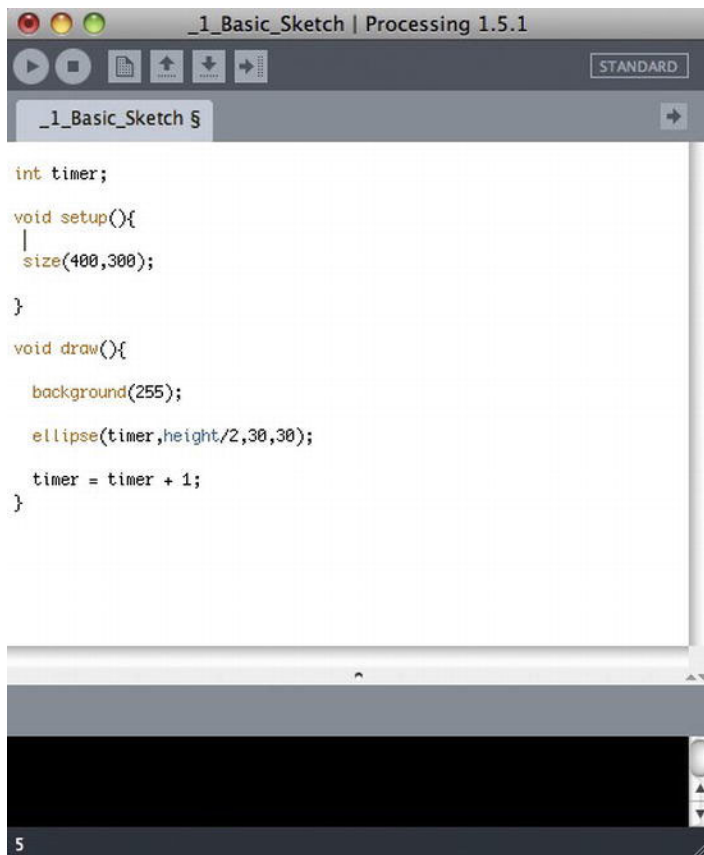 _1_Basic_Sketch | Processing 1.5.1
STANDARD
_1_Basic_Sketch §
int timer;
void setup(){
size(400,300);
}
void draw(){
background(255);
ellipse(timer,height/2,30,30);
timer = timer + 1;
}
5